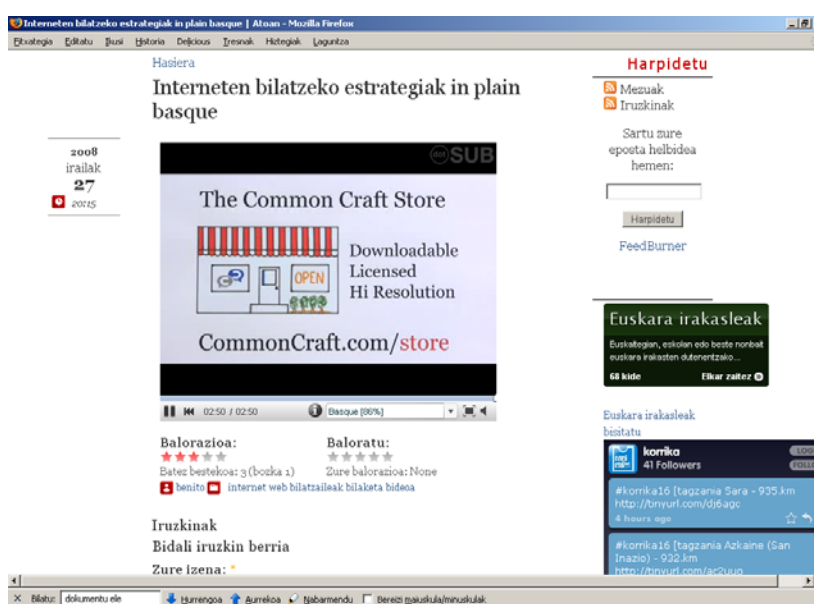 Interneten bilatzeko estrategiak in plain basque | Atoan - Mozilla Firefox
Fitxategia Editatu Ikusi Historia Delicious Tresnak Hiztegiak Laguntza
Hasiera
Interneten bilatzeko estrategiak in plain
basque
2008
irailak
27
20:15
dot SUB
The Common Craft Store
OPEN
Downloadable
Licensed
Hi Resolution
CommonCraft.com/store
02:50 / 02:50
Basque [86%]
Balorazioa:
Batez bestekoa: 3 (bozka 1)
Baloratu:
Zure balorazioa: None
benito internet web bilatzaileak bilaketa bideoa
Iruzkinak
Bidali iruzkin berria
Zure izena: *
Harpidetu
Mezuak
Iruzkinak
Sartu zure
eposta helbidea
hemen:
Harpidetu
FeedBurner
Euskara irakasleak
Euskaltegian, eskolan edo beste nonbait
euskara irakasten dutenentzako...
68 kide Elkar zaitez
Euskara irakasleak
bisitatu
korrika
41 Followers
#korrika16 [tagzania Sara - 935.km
http://tinyurl.com/dj6agc
4 hours ago
#korrika16 [tagzania Azkaine (San
Inazio) - 932.km
http://tinyurl.com/ac2uuq
Bilatu: dokumentu ele Hurrengoa Aurrekoa Nabarmendu Bereizi maiuskula/minuskulak